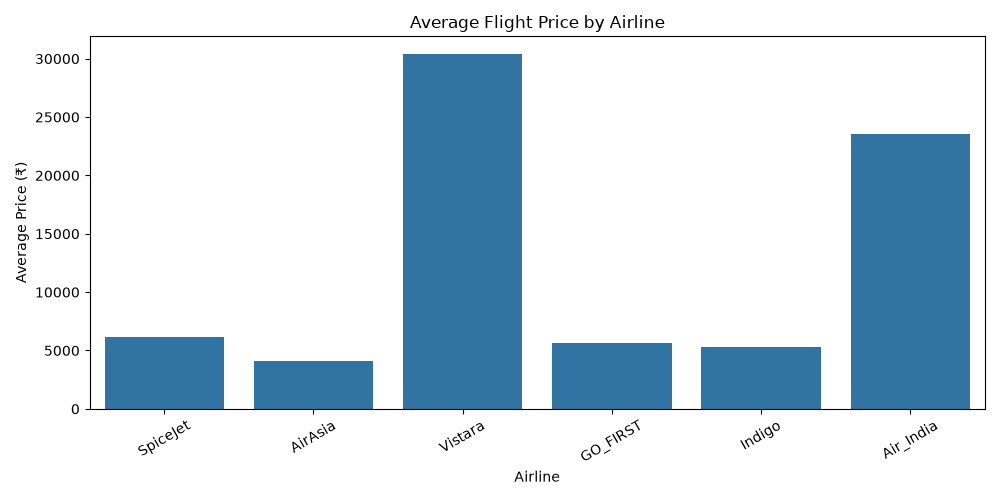 Average Flight Price by Airline
Average Price (₹)
30000
25000
20000
15000
10000
5000
0
SpiceJet
AirAsia
Vistara
GO_FIRST
Indigo
Air_India
Airline